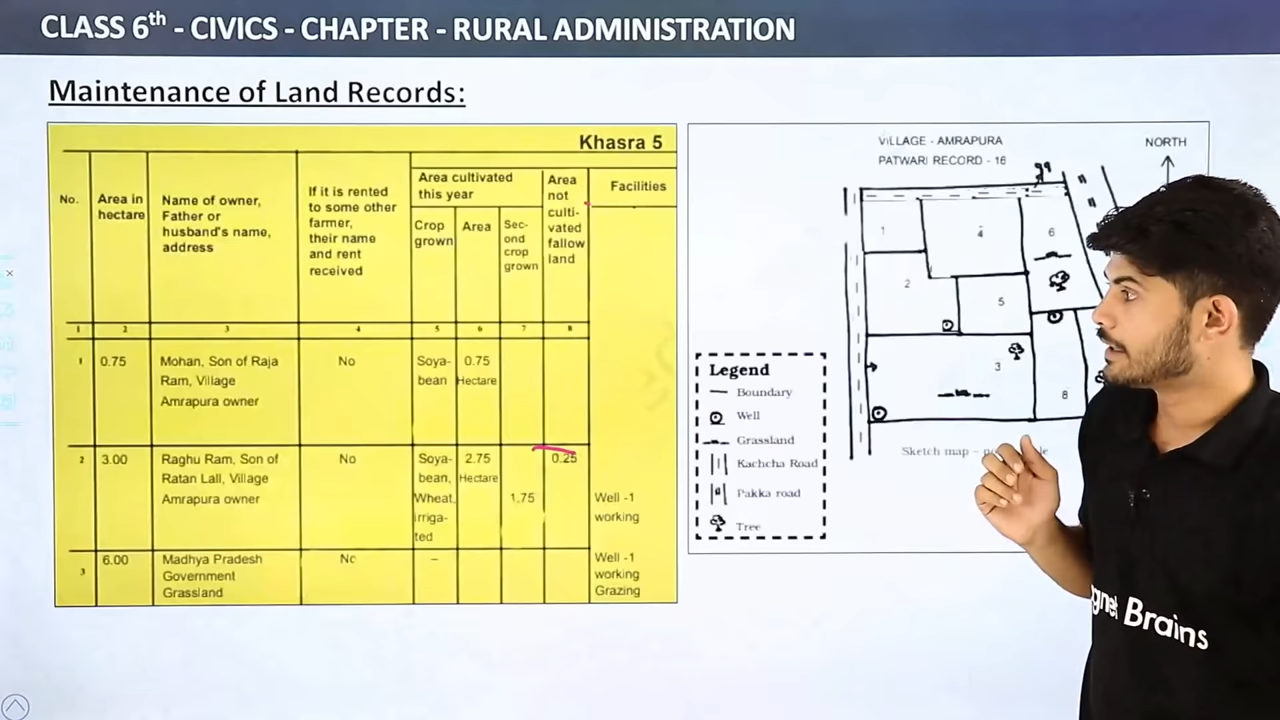 CLASS 6th - CIVICS - CHAPTER - RURAL ADMINISTRATION
Maintenance of Land Records:
Khasra 5
No.
Area in
hectare
Name of owner,
Father or
husband's name,
address
If it is rented
to some other
farmer,
their name
and rent
received
Area cultivated
this year
Crop
grown
Area
Sec-
ond
crop
grown
Area
not
culti-
vated
fallow
land
Facilities
1 2 3 4 5 6 7 8
1 0.75
Mohan, Son of Raja
Ram, Village
Amrapura owner
No
Soya-
bean
0.75
Hectare
2 3.00
Raghu Ram, Son of
Ratan Lall, Village
Amrapura owner
No
Soya-
bean,
Wheat,
irriga-
ted
2.75
Hectare
1.75
0.25
Well -1
working
3 6.00
Madhya Pradesh
Government
Grassland
No
–
Well -1
working
Grazing
VILLAGE - AMRAPURA
PATWARI RECORD - 16
NORTH
1
4
6
2
5
3
8
Legend
Boundary
Well
Grassland
Kachcha Road
Pakka road
Tree
Sketch map –
Brains